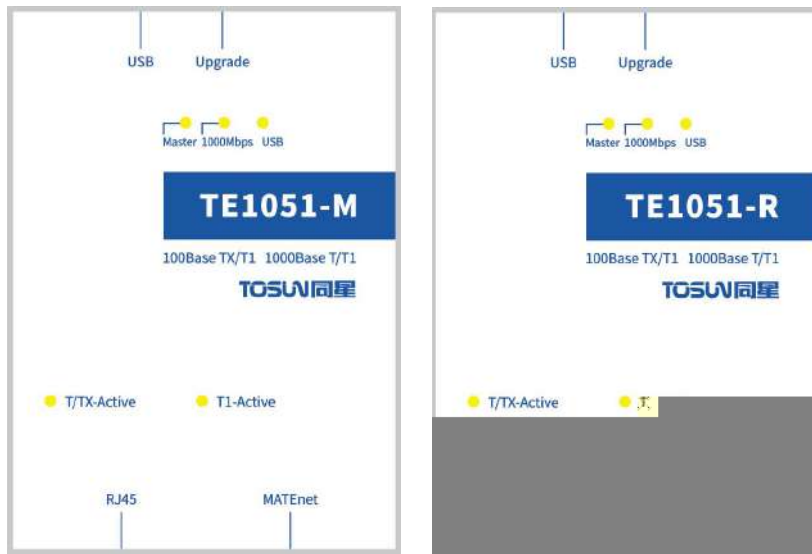 USB Upgrade
Master 1000Mbps USB
TE1051-M
100Base TX/T1 1000Base T/T1
TOSUN同星
T/TX-Active T1-Active
RJ45 MATEnet
USB Upgrade
Master 1000Mbps USB
TE1051-R
100Base TX/T1 1000Base T/T1
TOSUN同星
T/TX-Active